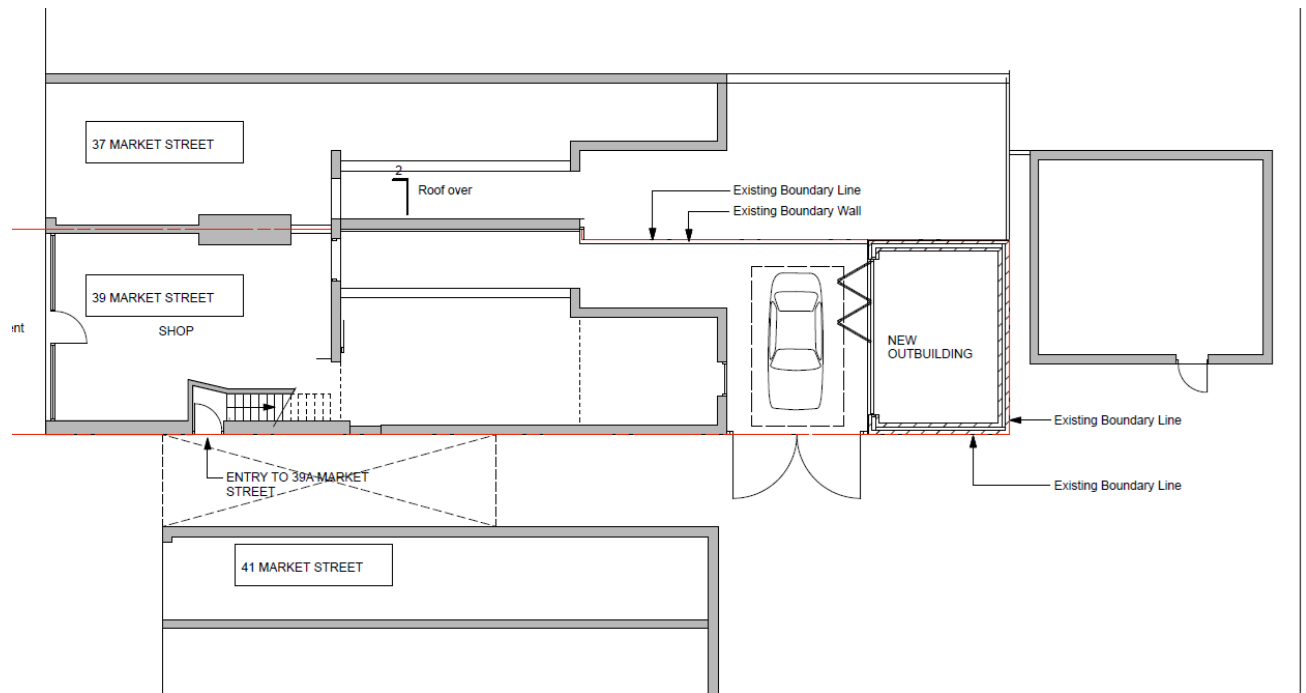 37 MARKET STREET
2
Roof over
Existing Boundary Line
Existing Boundary Wall
39 MARKET STREET
SHOP
ent
NEW
OUTBUILDING
Existing Boundary Line
ENTRY TO 39A MARKET
STREET
Existing Boundary Line
41 MARKET STREET